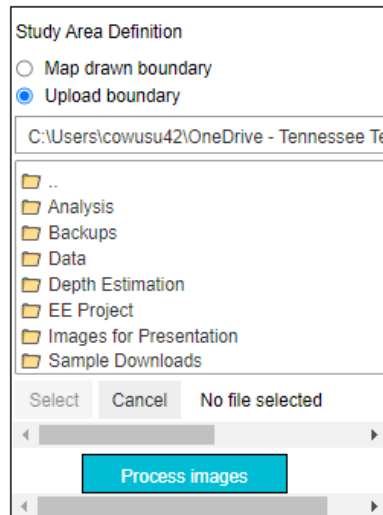 Study Area Definition
Map drawn boundary
Upload boundary
C:\Users\cowusu42\OneDrive - Tennessee Te
..
Analysis
Backups
Data
Depth Estimation
EE Project
Images for Presentation
Sample Downloads
Select Cancel No file selected
Process images